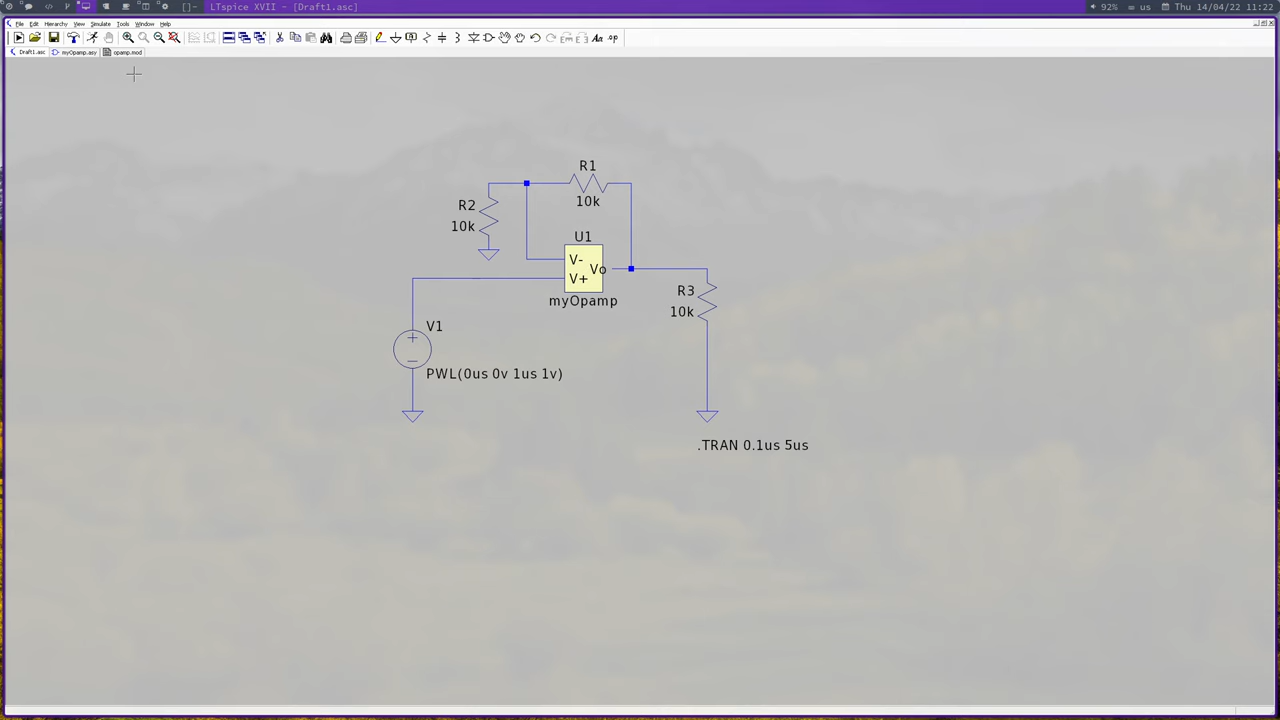 []- LTspice XVII - [Draft1.asc] 92% us Thu 14/04/22 11:22
File Edit Hierarchy View Simulate Tools Window Help
Draft1.asc myOpamp.asy opamp.mod
R1
10k
R2
10k
U1
V-
Vo
V+
myOpamp
R3
10k
V1
PWL(0us 0v 1us 1v)
.TRAN 0.1us 5us